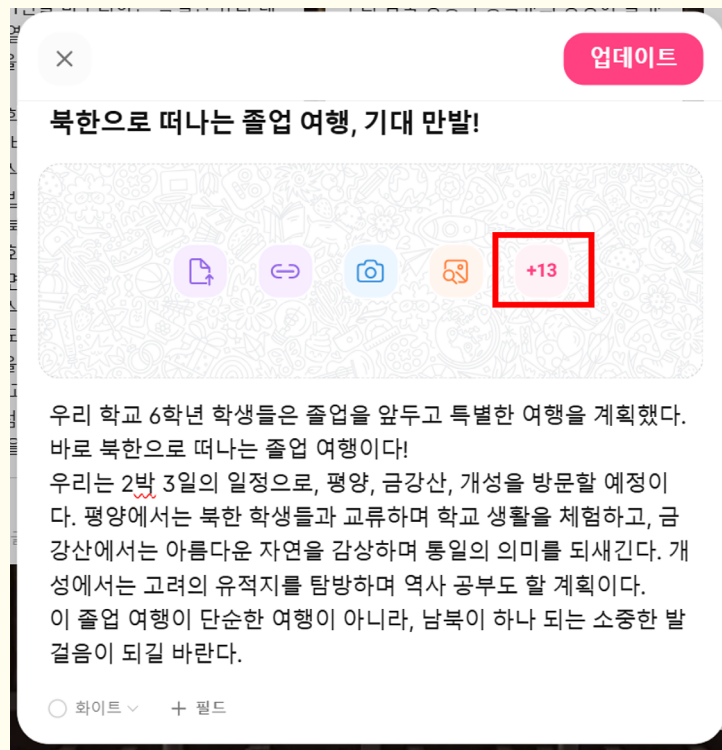 업데이트
북한으로 떠나는 졸업 여행, 기대 만발!
+13
우리 학교 6학년 학생들은 졸업을 앞두고 특별한 여행을 계획했다.
바로 북한으로 떠나는 졸업 여행이다!
우리는 2박 3일의 일정으로, 평양, 금강산, 개성을 방문할 예정이
다. 평양에서는 북한 학생들과 교류하며 학교 생활을 체험하고, 금
강산에서는 아름다운 자연을 감상하며 통일의 의미를 되새긴다. 개
성에서는 고려의 유적지를 탐방하며 역사 공부도 할 계획이다.
이 졸업 여행이 단순한 여행이 아니라, 남북이 하나 되는 소중한 발
걸음이 되길 바란다.
화이트
필드